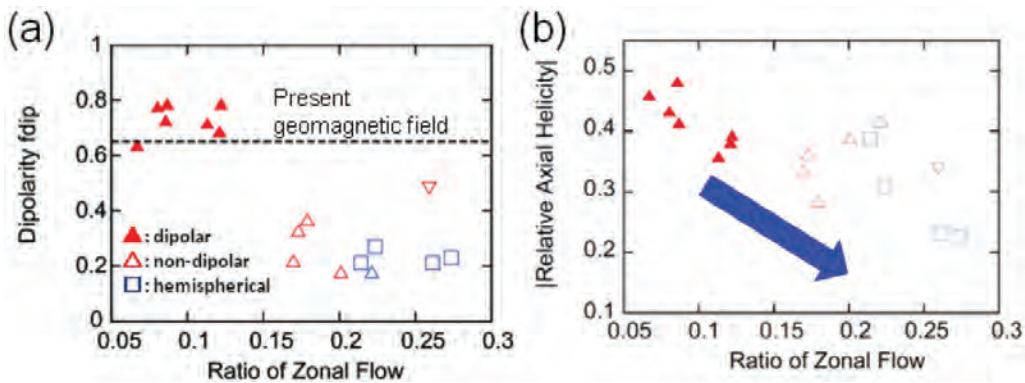 (a)
Dipolarity fdip
1
0.8
0.6
0.4
0.2
0
Present
geomagnetic field
: dipolar
: non-dipolar
: hemispherical
0.05 0.1 0.15 0.2 0.25 0.3
Ratio of Zonal Flow
(b)
|Relative Axial Helicity|
0.5
0.4
0.3
0.2
0.1
0.05 0.1 0.15 0.2 0.25 0.3
Ratio of Zonal Flow